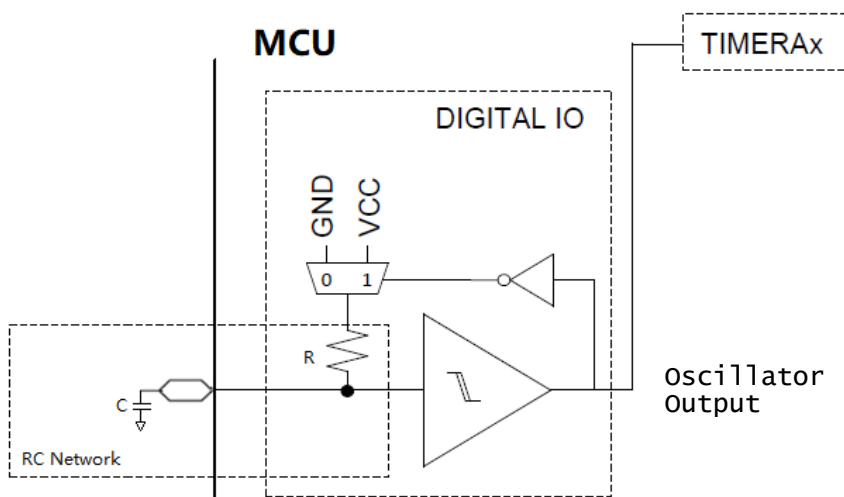 MCU
TIMERAx
DIGITAL IO
GND
VCC
0
1
R
C
Oscillator
Output
RC Network